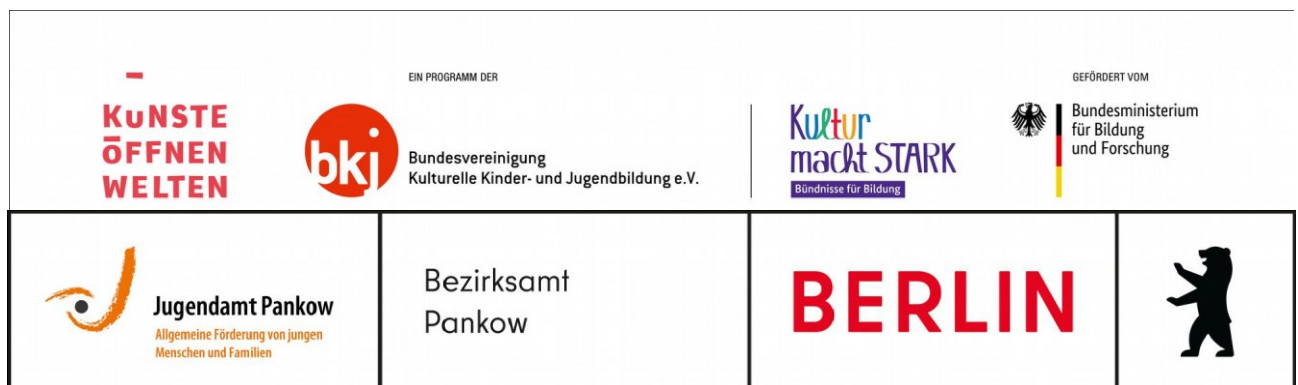 KÜNSTE
ÖFFNEN
WELTEN
EIN PROGRAMM DER
bkj
Bundesvereinigung
Kulturelle Kinder- und Jugendbildung e.V.
Kultur
macht STARK
Bündnisse für Bildung
GEFÖRDERT VOM
Bundesministerium
für Bildung
und Forschung
Jugendamt Pankow
Allgemeine Förderung von jungen
Menschen und Familien
Bezirksamt
Pankow
BERLIN